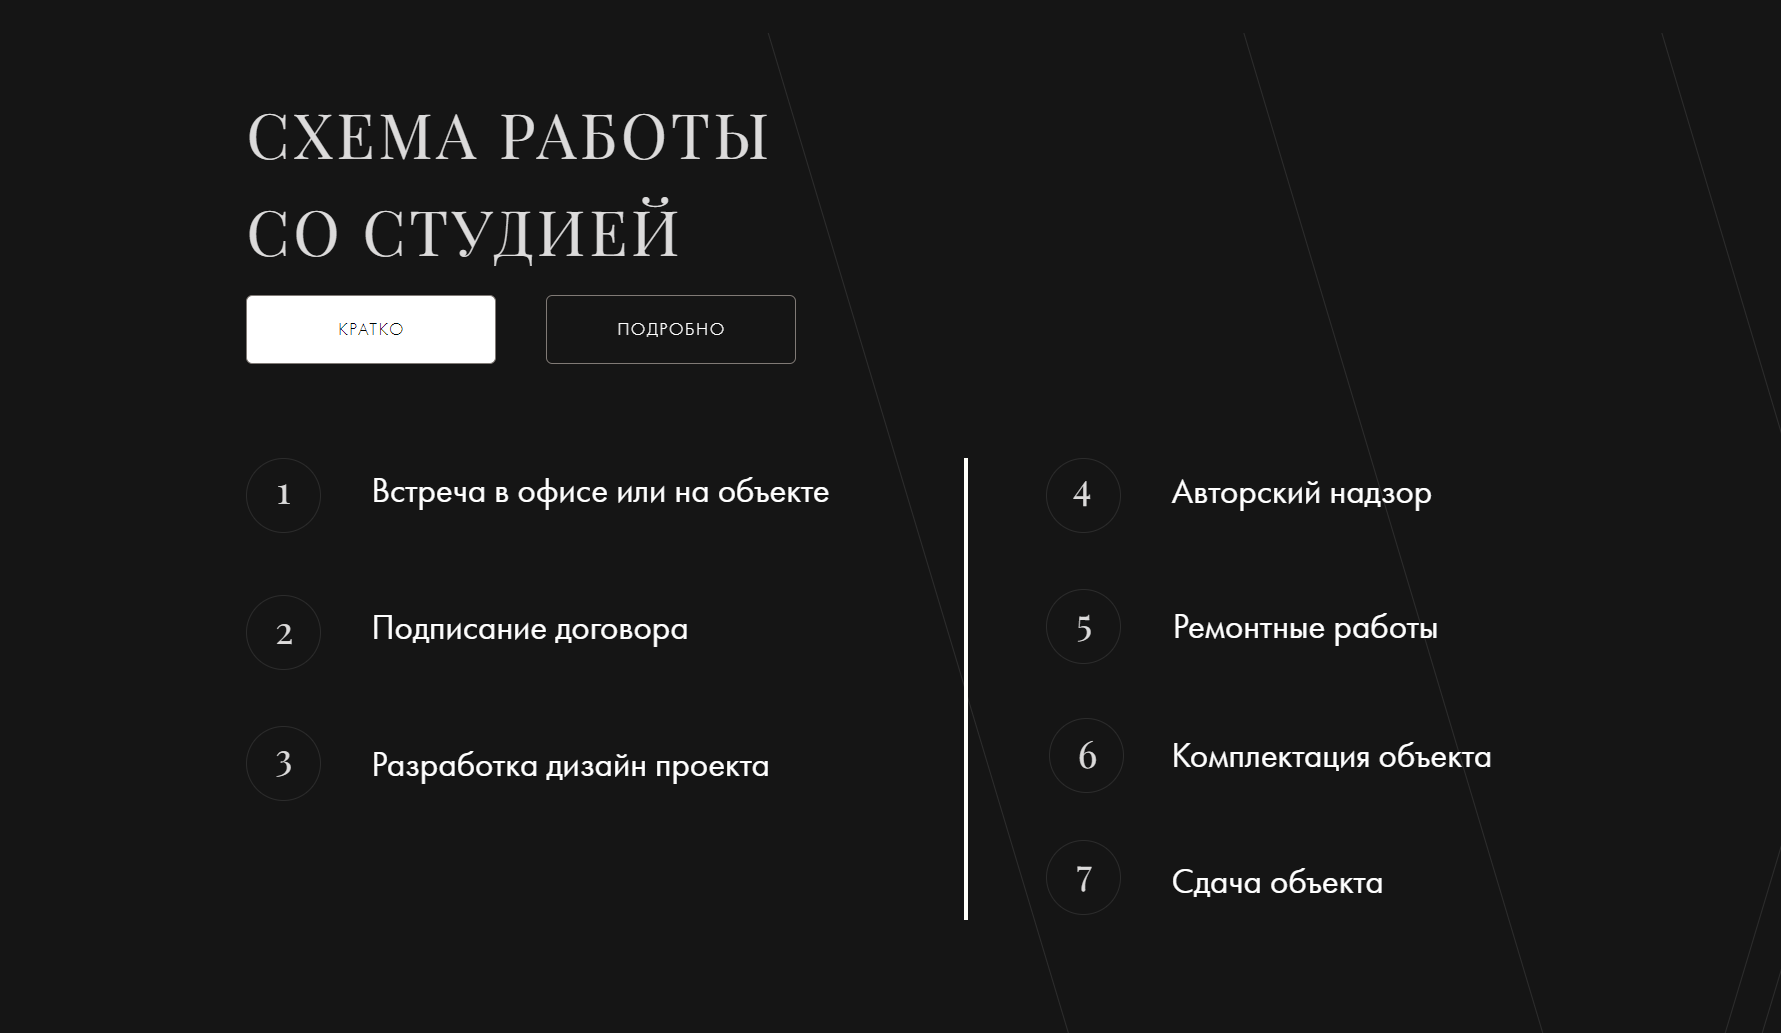 СХЕМА РАБОТЫ
СО СТУДИЕЙ
КРАТКО
ПОДРОБНО
1 Встреча в офисе или на объекте
2 Подписание договора
3 Разработка дизайн проекта
4 Авторский надзор
5 Ремонтные работы
6 Комплектация объекта
7 Сдача объекта